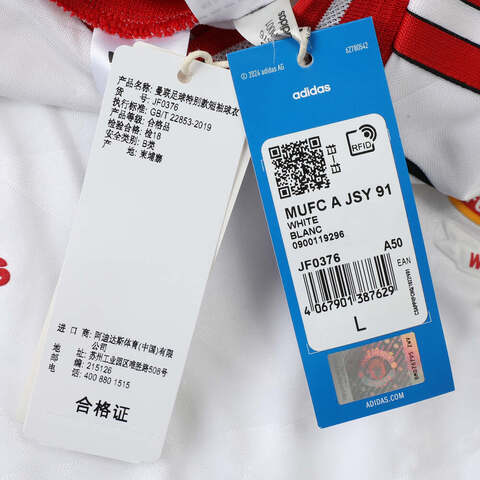 产品名称: 曼联足球特别款短袖球衣
货 号: JF0376
执行标准: GB/T 22853-2019
产品等级: 合格品
检验合格: 检18
安全类别: B类
产 地: 柬埔寨
进 口 商: 阿迪达斯体育(中国)有限公司
地 址: 苏州工业园区唯胜路508号
邮 编: 215126
电 话: 400 880 1515
合格证
adidas
© 2024 adidas AG
62780542
adidas
RFID
MUFC A JSY 91
WHITE
BLANC
0900119296
JF0376 A50
EAN
4 067901 387629
L
ADIDAS.COM